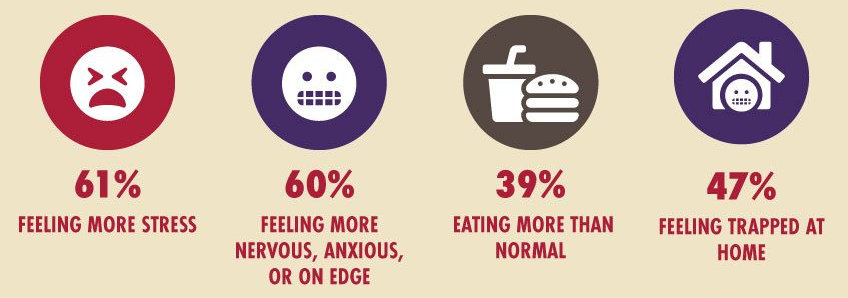 61%
FEELING MORE STRESS
60%
FEELING MORE
NERVOUS, ANXIOUS,
OR ON EDGE
39%
EATING MORE THAN
NORMAL
47%
FEELING TRAPPED AT
HOME